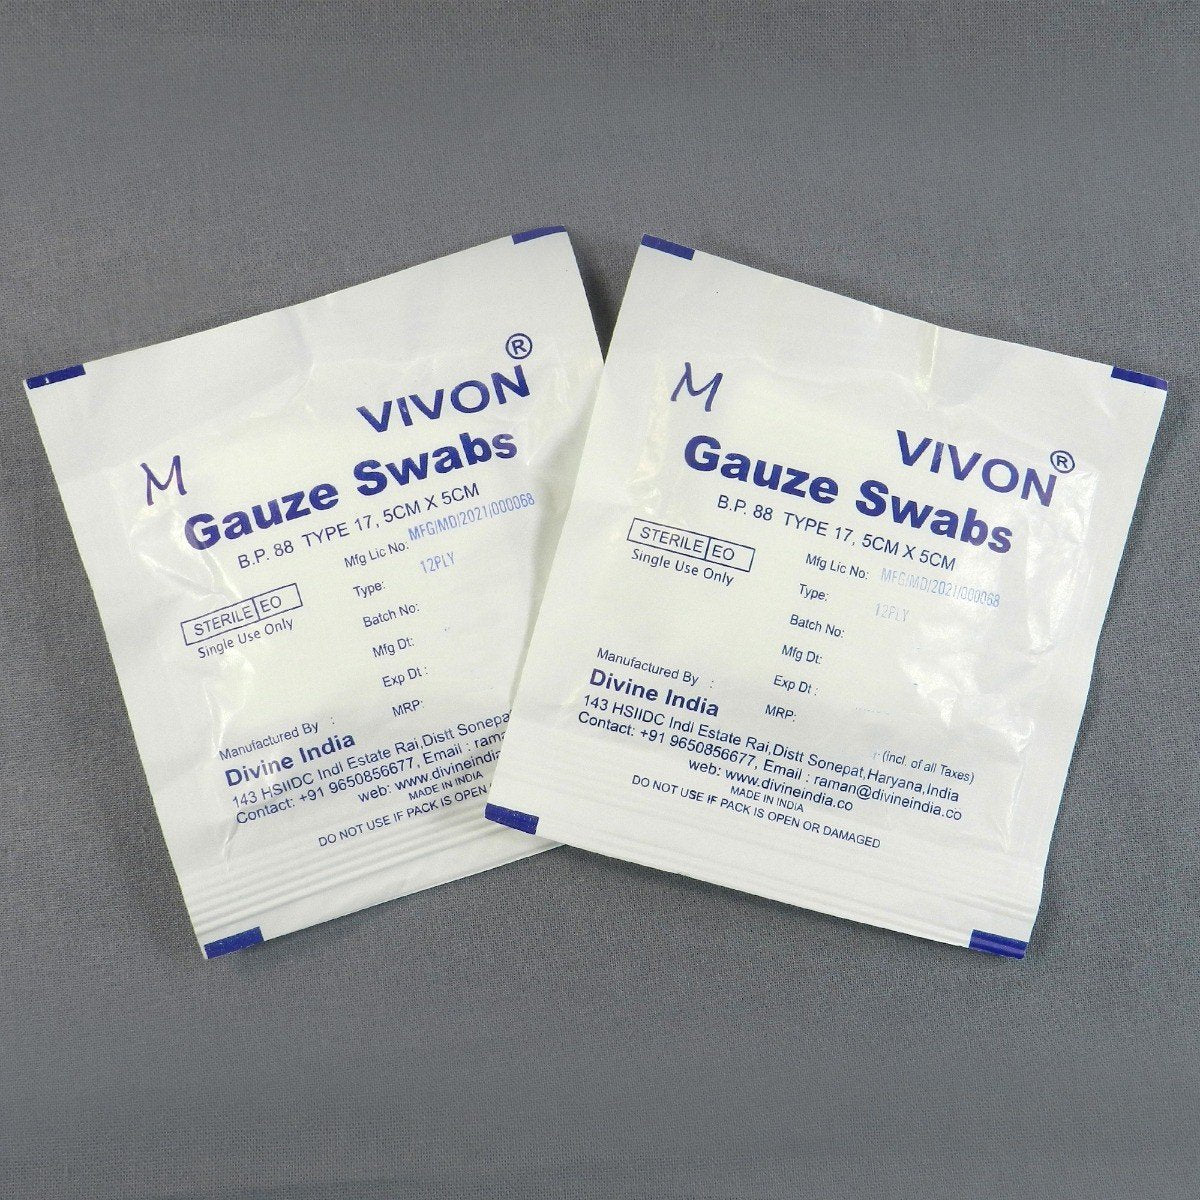 M
VIVON®
Gauze Swabs
B.P. 88 TYPE 17, 5CM X 5CM
STERILE EO
Single Use Only
Mfg Lic No: MFG/MD/2021/000068
Type: 12PLY
Batch No:
Mfg Dt:
Exp Dt :
MRP:
Manufactured By :
Divine India
143 HSIIDC Indl Estate Rai,Distt Sonepat
Contact: +91 9650856677, Email : raman
web: www.divineindia
MADE IN INDIA
DO NOT USE IF PACK IS OPEN
M
VIVON®
Gauze Swabs
B.P. 88 TYPE 17, 5CM X 5CM
STERILE EO
Single Use Only
Mfg Lic No: MFG/MD/2021/000068
Type: 12PLY
Batch No:
Mfg Dt:
Exp Dt :
MRP:
(incl. of all Taxes)
Manufactured By :
Divine India
143 HSIIDC Indl Estate Rai,Distt Sonepat,Haryana,India
Contact: +91 9650856677, Email : raman@divineindia.co
web: www.divineindia.co
MADE IN INDIA
DO NOT USE IF PACK IS OPEN OR DAMAGED